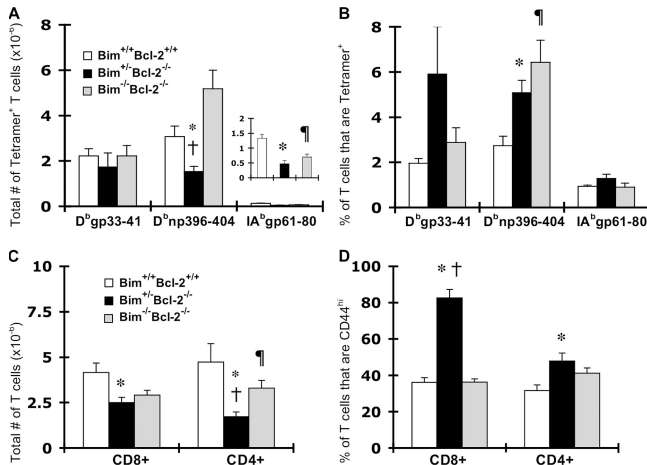 A
Total # of Tetramer+ T cells (x10-6)
8
6
4
2
0
Bim+/+Bcl-2+/+
Bim+/-Bcl-2-/-
Bim-/-Bcl-2-/-
*
†
2
1.5
1
0.5
0
*
¶
Dbgp33-41
Dbnp396-404
IAbgp61-80
B
% of T cells that are Tetramer+
8
6
4
2
0
*
¶
Dbgp33-41
Dbnp396-404
IAbgp61-80
C
Total # of T cells (x10-6)
10
7.5
5
2.5
0
Bim+/+Bcl-2+/+
Bim+/-Bcl-2-/-
Bim-/-Bcl-2-/-
*
*
†
¶
CD8+
CD4+
D
% of T cells that are CD44hi
100
80
60
40
20
0
* †
*
CD8+
CD4+